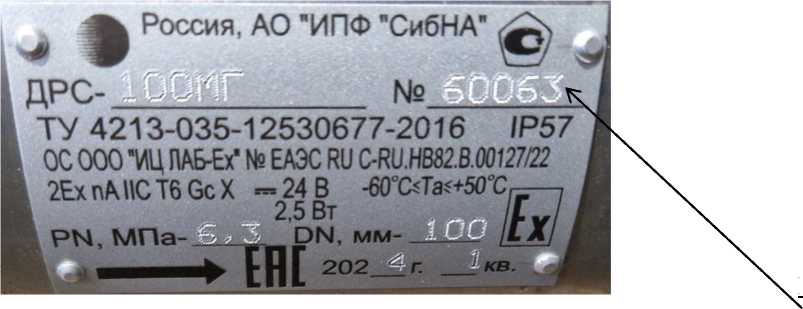 Россия, АО "ИПФ "СибНА"
ДРС- 100МГ № 60063
ТУ 4213-035-12530677-2016 IP57
ОС ООО "ИЦ ЛАБ-Ex" № ЕАЭС RU C-RU.HB82.B.00127/22
2Ex nA IIC T6 Gc X 24 В -60°C≤Ta≤+50°C
2,5 Вт
PN, МПа- 6,3 DN, мм- 100 Ex
EAC 202 4 г. 1 кв.